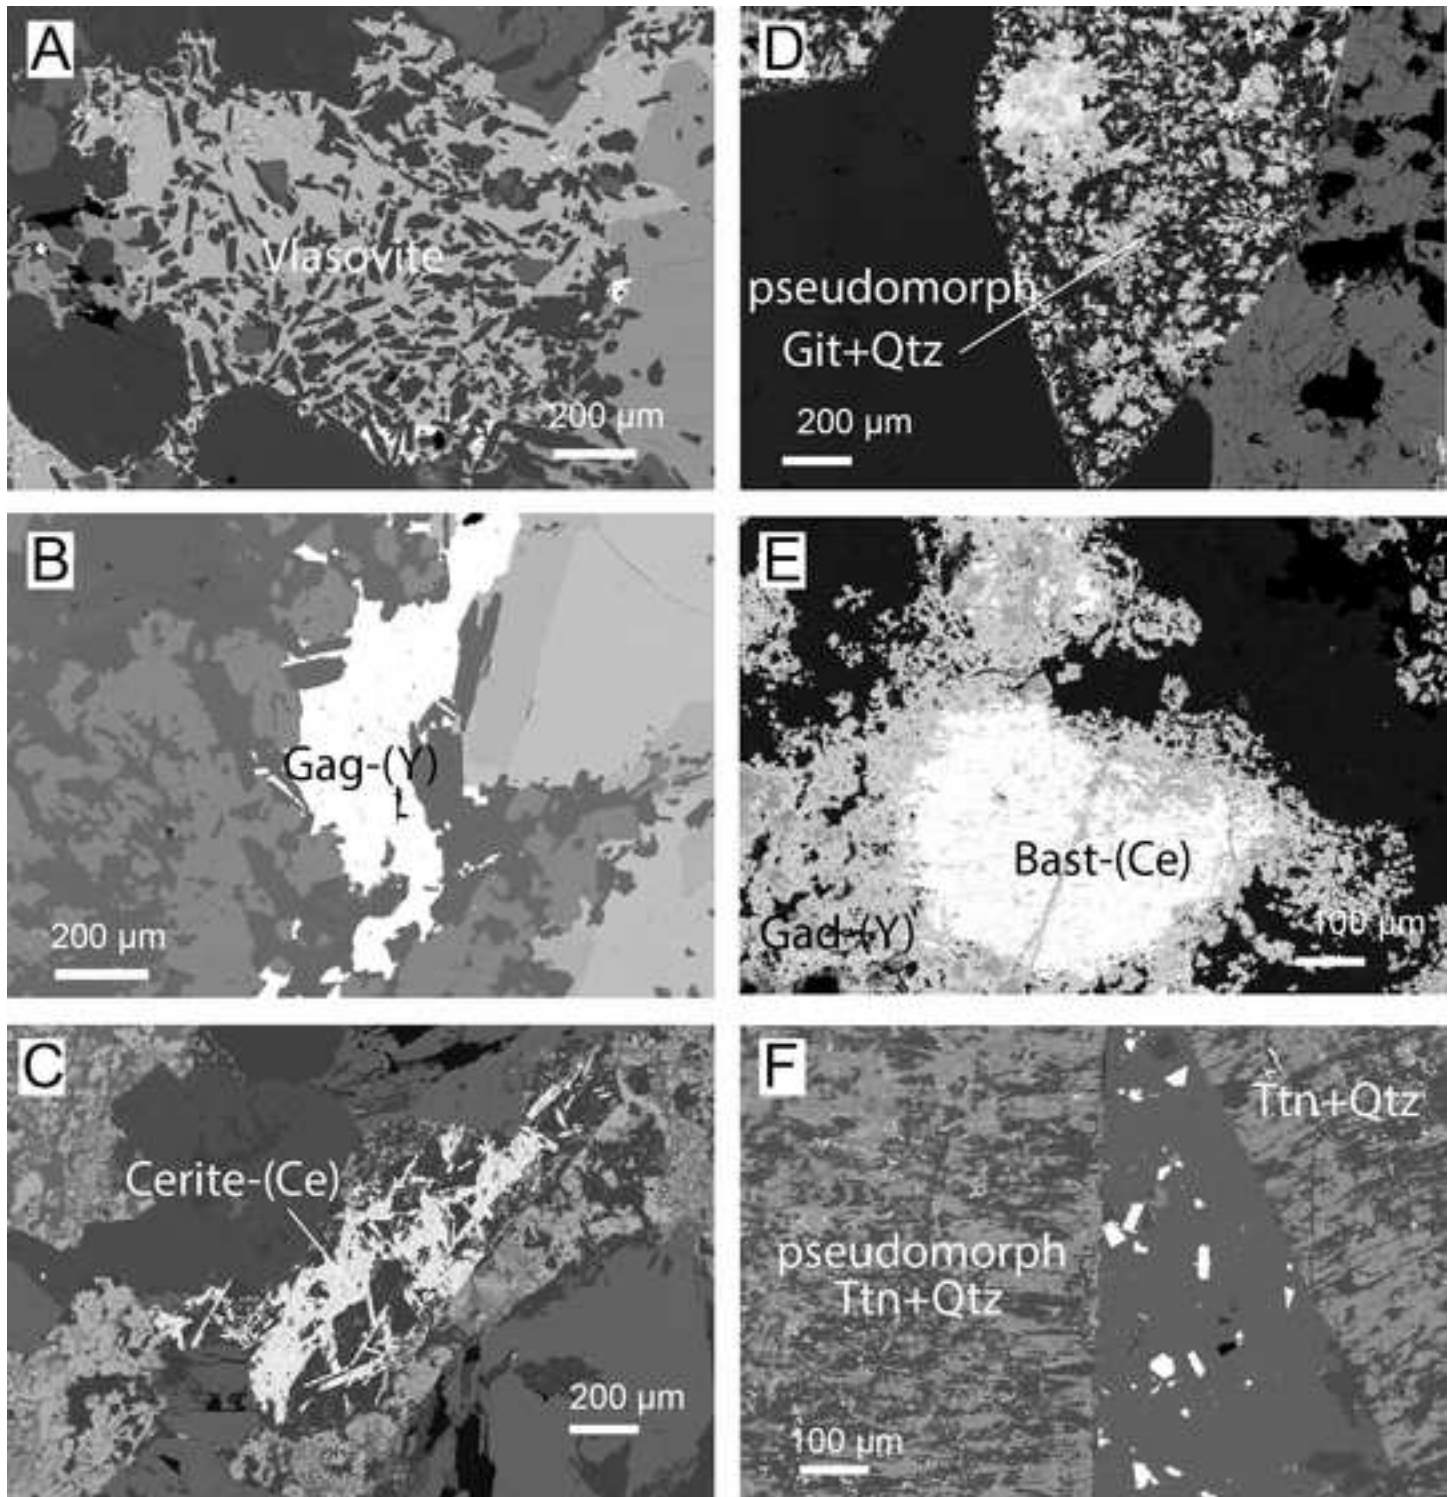 A
Vlasovite
200 µm
B
Gag-(Y)
200 µm
C
Cerite-(Ce)
200 µm
D
pseudomorph
Git+Qtz
200 µm
E
Bast-(Ce)
Gad-(Y)
100 µm
F
Ttn+Qtz
pseudomorph
Ttn+Qtz
100 µm